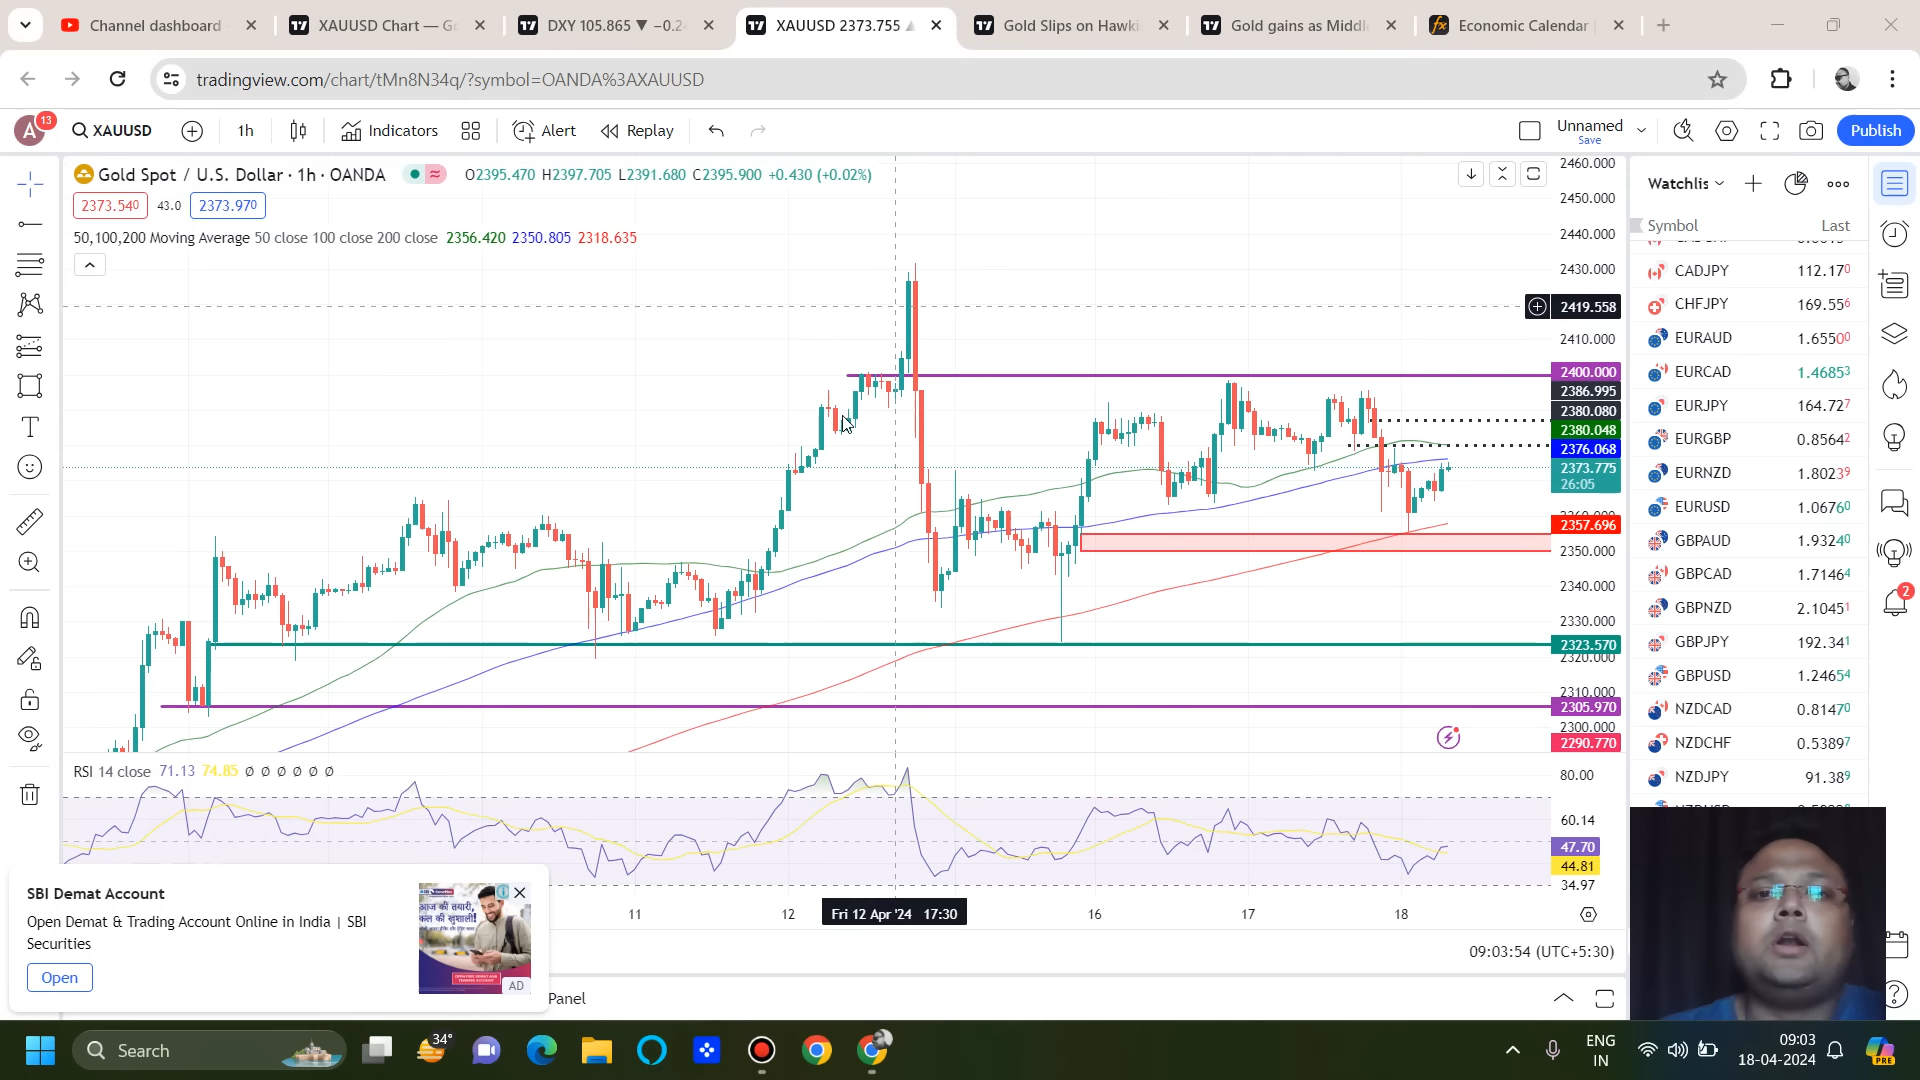 Channel dashboard
XAUUSD Chart — G
DXY 105.865 ▼ −0.2
XAUUSD 2373.755 ▲
Gold Slips on Hawki
Gold gains as Middl
Economic Calendar
tradingview.com/chart/tMn8N34q/?symbol=OANDA%3AXAUUSD
A
13
XAUUSD
1h
Indicators
Alert
Replay
Unnamed
Save
Publish
Gold Spot / U.S. Dollar · 1h · OANDA
O2395.470 H2397.705 L2391.680 C2395.900 +0.430 (+0.02%)
2373.540 43.0 2373.970
50,100,200 Moving Average 50 close 100 close 200 close 2356.420 2350.805 2318.635
2460.000
2450.000
2440.000
2430.000
2419.558
2410.000
2400.000
2386.995
2380.080
2380.048
2376.068
2373.775
26:05
2357.696
2350.000
2340.000
2330.000
2323.570
2320.000
2310.000
2305.970
2300.000
2290.770
RSI 14 close 71.13 74.85 Ø Ø Ø Ø Ø Ø
80.00
60.14
47.70
44.81
34.97
11
12
Fri 12 Apr '24 17:30
16
17
18
09:03:54 (UTC+5:30)
Panel
Watchlis
Symbol Last
CADJPY 112.170
CHFJPY 169.556
EURAUD 1.65500
EURCAD 1.46853
EURJPY 164.727
EURGBP 0.85642
EURNZD 1.80239
EURUSD 1.06760
GBPAUD 1.93240
GBPCAD 1.71464
GBPNZD 2.10451
GBPJPY 192.341
GBPUSD 1.24654
NZDCAD 0.81470
NZDCHF 0.53897
NZDJPY 91.389
2
SBI Demat Account
Open Demat & Trading Account Online in India | SBI
Securities
Open
आज की तैयारी,
कल की खुशहाली!
AD
Search
34°
ENG
IN
09:03
18-04-2024
PRE